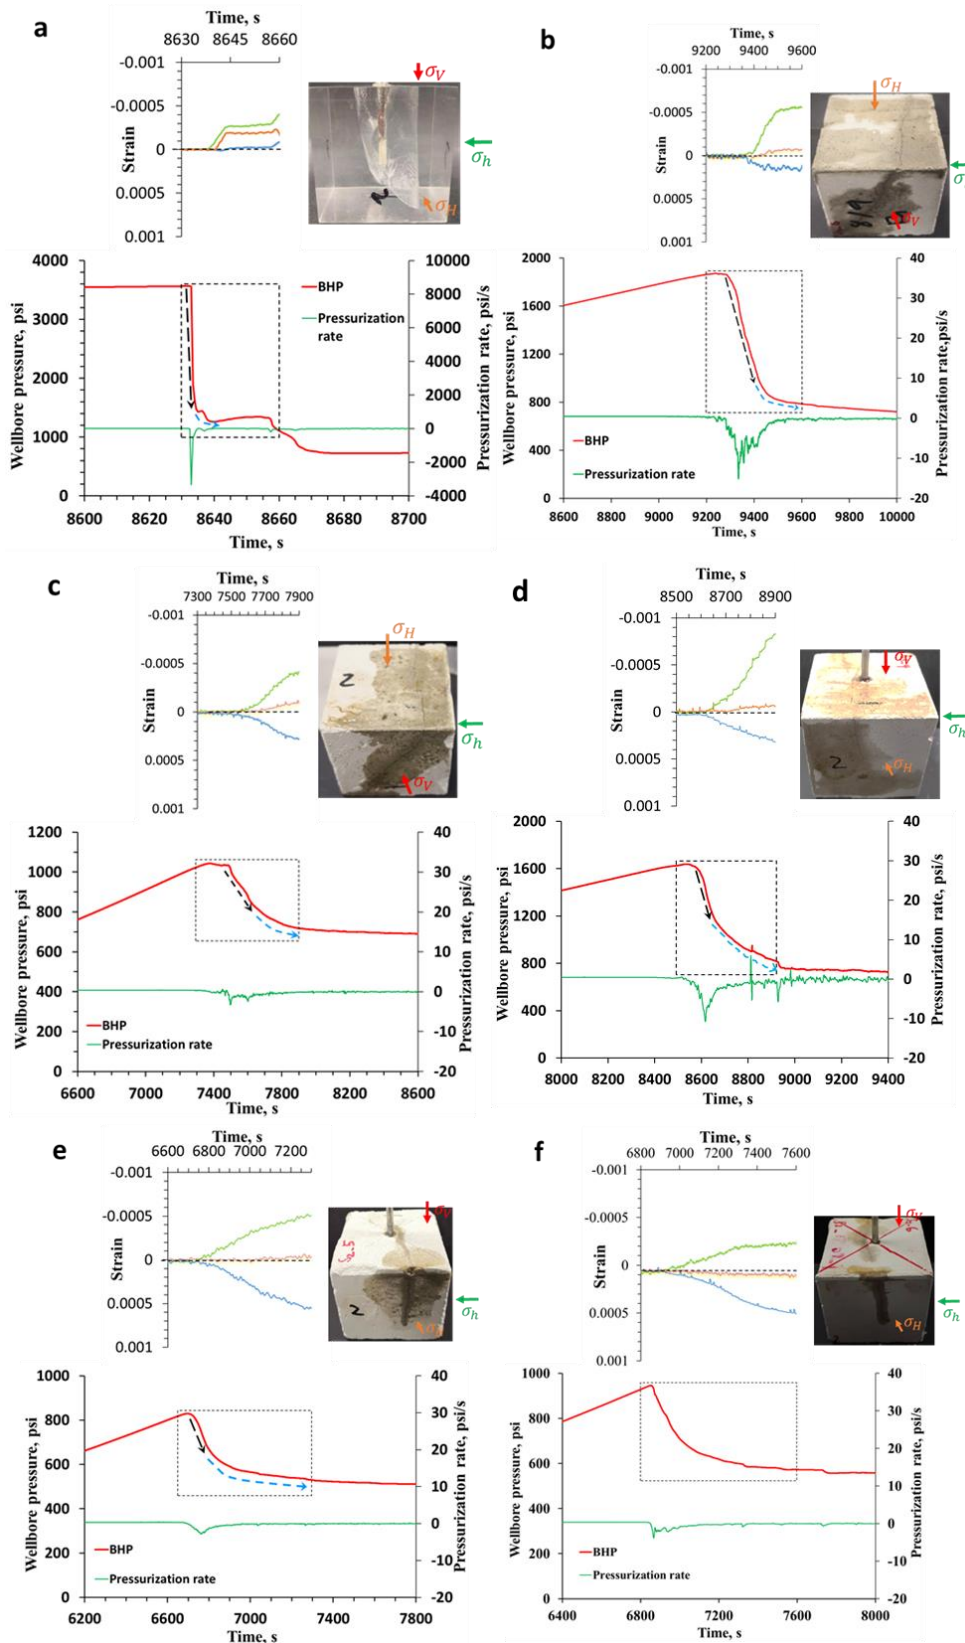 a
Time, s
8630 8645 8660
-0.001
-0.0005
0
0.0005
0.001
Strain
σV
σh
σH
4000
3000
2000
1000
0
Wellbore pressure, psi
BHP
Pressurization
rate
10000
8000
6000
4000
2000
0
-2000
-4000
Pressurization rate, psi/s
8600 8620 8640 8660 8680 8700
Time, s
b
Time, s
9200 9400 9600
-0.001
-0.0005
0
0.0005
0.001
Strain
σH
σ
σV
2000
1600
1200
800
400
0
Wellbore pressure, psi
BHP
Pressurization rate
40
30
20
10
0
-10
-20
Pressurization rate,psi/s
8600 8800 9000 9200 9400 9600 9800 10000
Time, s
c
Time, s
7300 7500 7700 7900
-0.001
-0.0005
0
0.0005
0.001
Strain
σH
2
σh
σV
1200
1000
800
600
400
200
0
Wellbore pressure, psi
BHP
Pressurization rate
40
30
20
10
0
-10
-20
Pressurization rate, psi/s
6600 7000 7400 7800 8200 8600
Time, s
d
Time, s
8500 8700 8900
-0.001
-0.0005
0
0.0005
0.001
Strain
σV
σh
2
σH
2000
1600
1200
800
400
0
Wellbore pressure, psi
BHP
Pressurization rate
40
30
20
10
0
-10
-20
Pressurization rate, psi/s
8000 8200 8400 8600 8800 9000 9200 9400
Time, s
e
Time, s
6600 6800 7000 7200
-0.001
-0.0005
0
0.0005
0.001
Strain
σV
2
σh
σH
1000
800
600
400
200
0
Wellbore pressure, psi
BHP
Pressurization rate
40
30
20
10
0
-10
-20
Pressurization rate, psi/s
6200 6600 7000 7400 7800
Time, s
f
Time, s
6800 7000 7200 7400 7600
-0.001
-0.0005
0
0.0005
0.001
Strain
σV
σh
σH
1000
800
600
400
200
0
Wellbore pressure, psi
BHP
Pressurization rate
40
30
20
10
0
-10
-20
Pressurization rate, psi/s
6400 6800 7200 7600 8000
Time, s